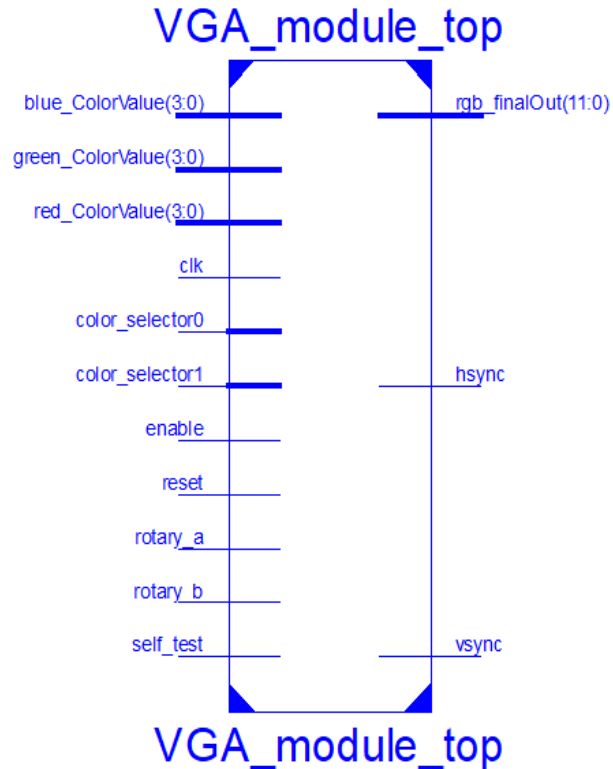 VGA_module_top
blue_ColorValue(3:0)
rgb_finalOut(11:0)
green_ColorValue(3:0)
red_ColorValue(3:0)
clk
color_selector0
color_selector1
hsync
enable
reset
rotary_a
rotary_b
self_test
vsync
VGA_module_top